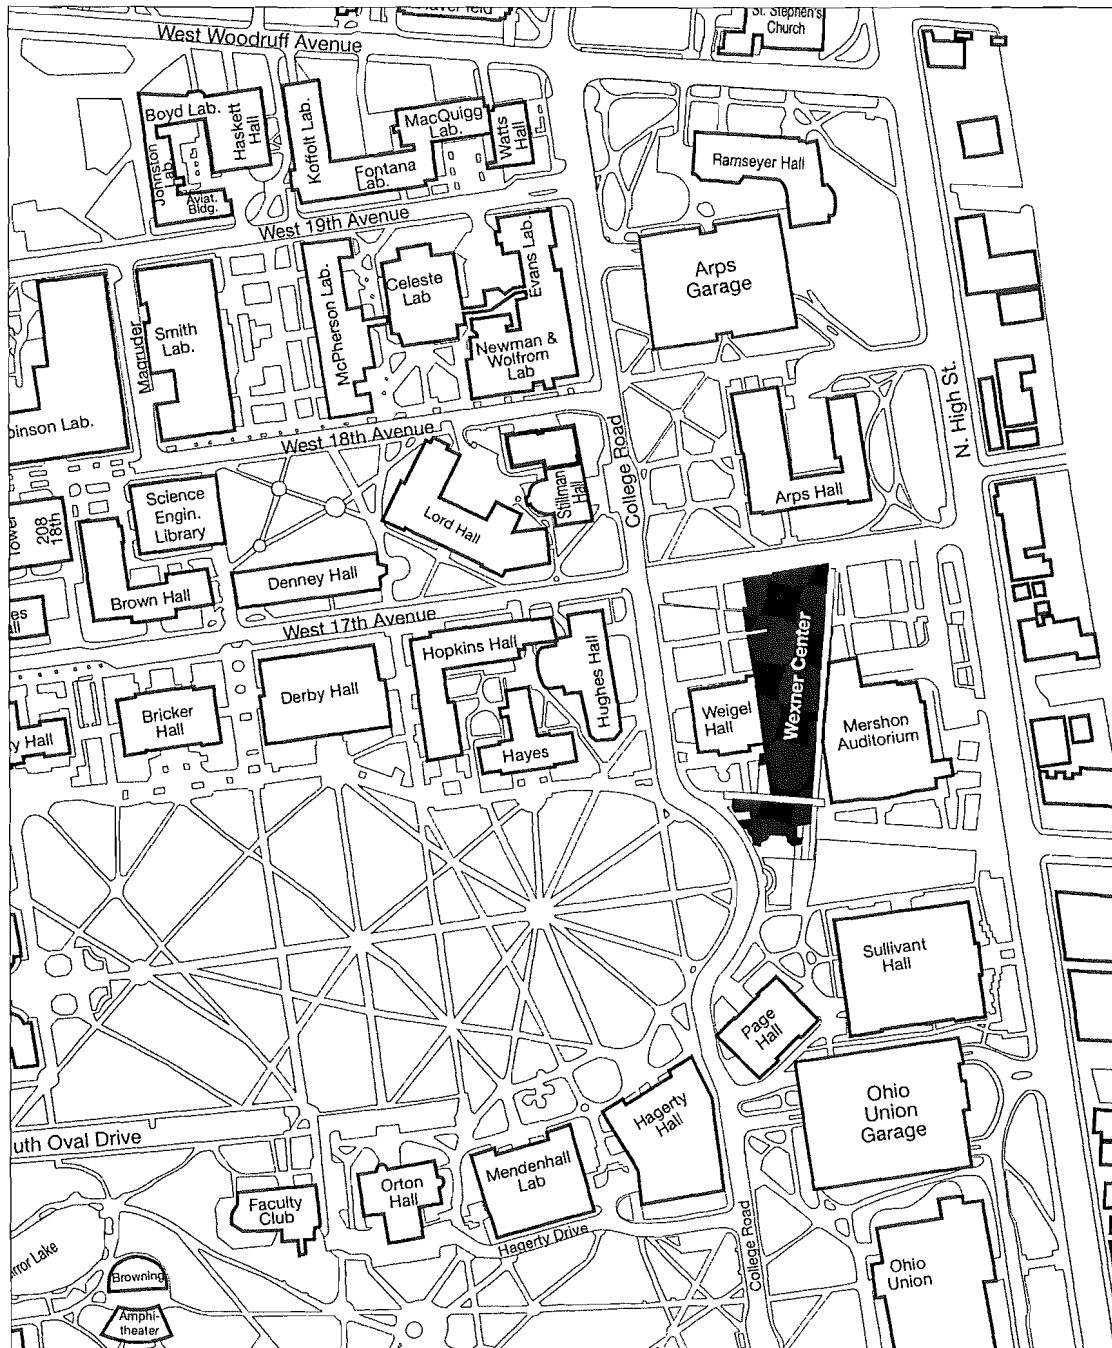 St. Stephen's
Church
West Woodruff Avenue
Boyd Lab.
Haskett
Hall
Johnston
Lab.
Aviat.
Bldg.
Koffolt Lab.
MacQuigg
Lab.
Watts
Hall
Fontana
Lab.
Ramseyer Hall
West 19th Avenue
McPherson Lab.
Celeste
Lab
Evans Lab.
Newman &
Wolfrom
Lab
Arps
Garage
Magruder
Smith
Lab.
binson Lab.
West 18th Avenue
N. High St.
College Road
Arps Hall
Science
Engin.
Library
Lord Hall
Stillman
Hall
Tower
208
18th
Brown Hall
Denney Hall
West 17th Avenue
Hopkins Hall
Hughes Hall
Hayes
Derby Hall
Bricker
Hall
y Hall
Weigel
Hall
Wexner Center
Mershon
Auditorium
Sullivant
Hall
Page
Hall
Hagerty
Hall
Ohio
Union
Garage
uth Oval Drive
Mendenhall
Lab
Orton
Hall
Faculty
Club
Hagerty Drive
College Road
Ohio
Union
rror Lake
Browning
Amphi-
theater